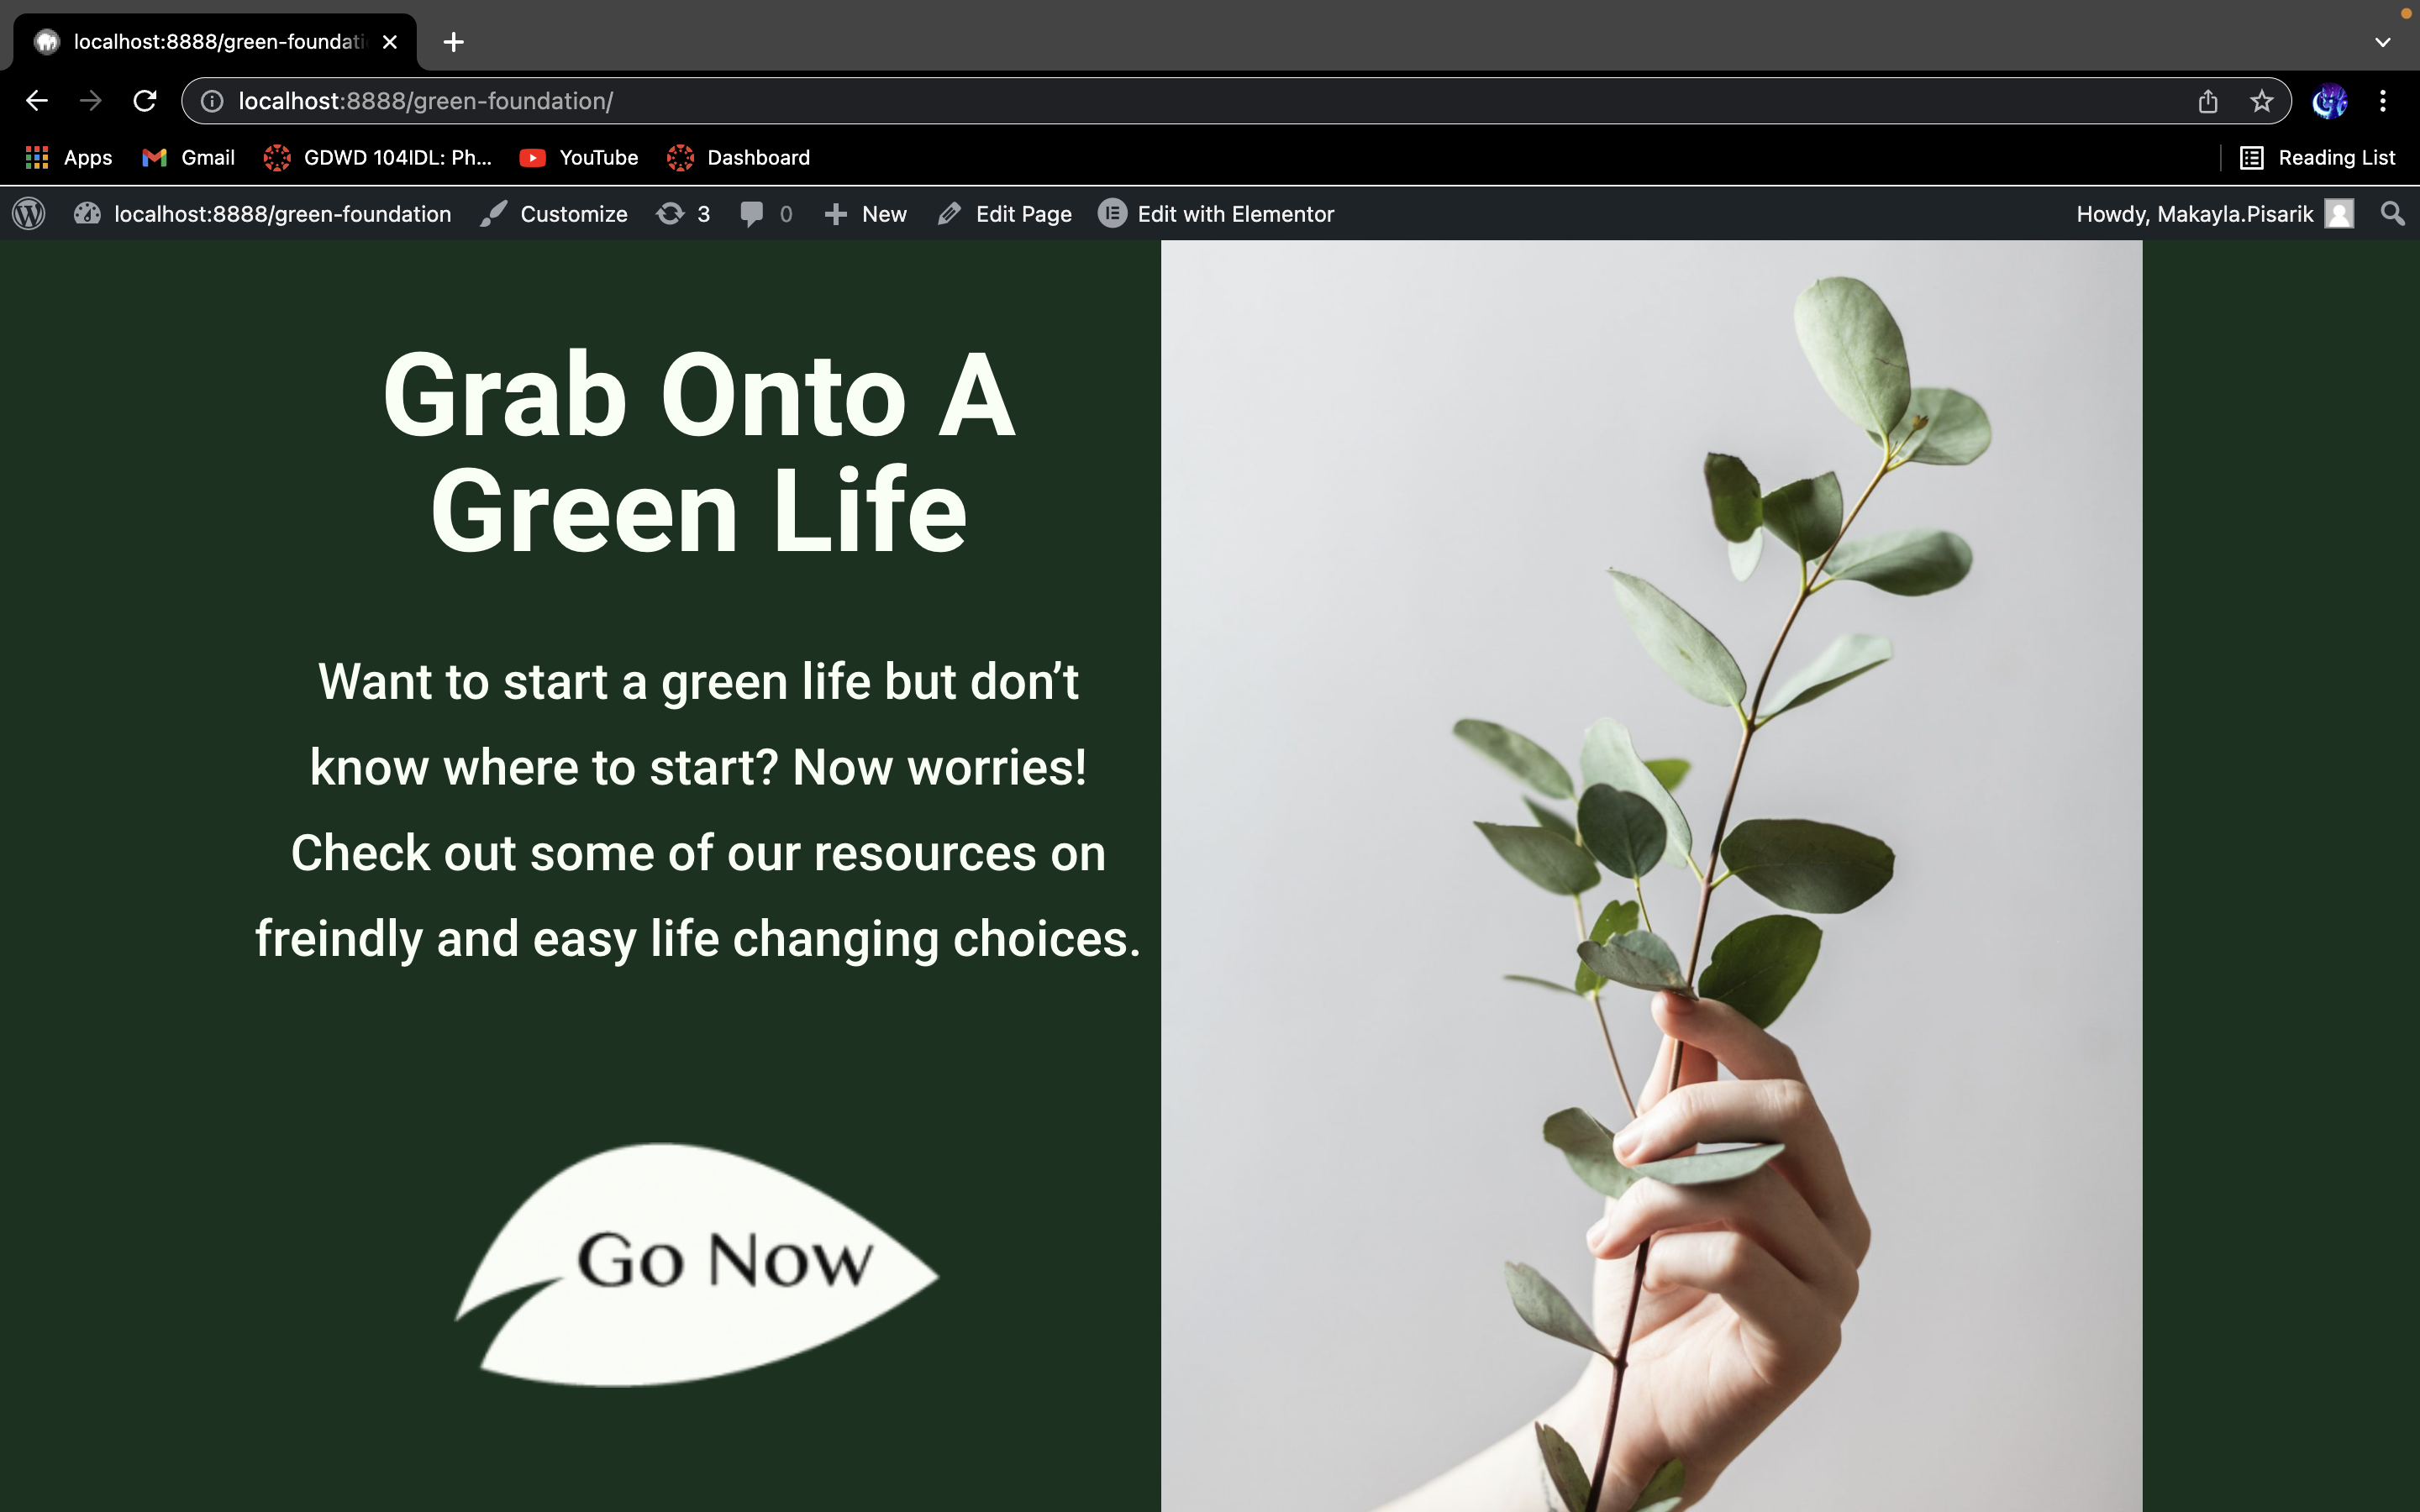 localhost:8888/green-foundati
localhost:8888/green-foundation/
Apps Gmail GDWD 104IDL: Ph... YouTube Dashboard Reading List
localhost:8888/green-foundation Customize 3 0 New Edit Page Edit with Elementor Howdy, Makayla.Pisarik
Grab Onto A
Green Life
Want to start a green life but don’t
know where to start? Now worries!
Check out some of our resources on
freindly and easy life changing choices.
Go Now